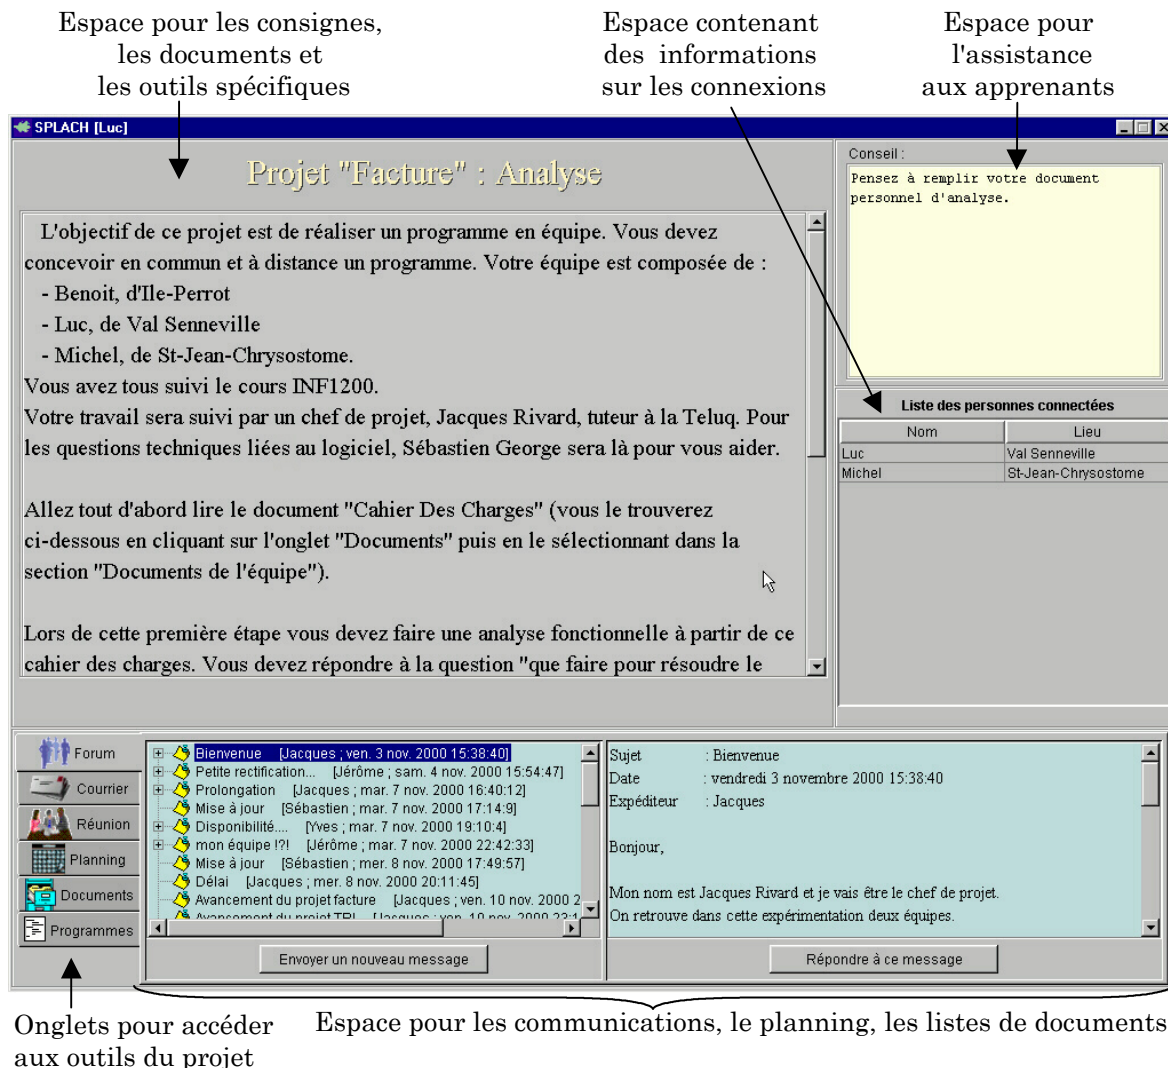 Espace pour les consignes,
les documents et
les outils spécifiques
Espace contenant
des informations
sur les connexions
Espace pour
l'assistance
aux apprenants
SPLACH [Luc]
Projet "Facture" : Analyse
L'objectif de ce projet est de réaliser un programme en équipe. Vous devez
concevoir en commun et à distance un programme. Votre équipe est composée de :
- Benoit, d'Ile-Perrot
- Luc, de Val Senneville
- Michel, de St-Jean-Chrysostome.
Vous avez tous suivi le cours INF1200.
Votre travail sera suivi par un chef de projet, Jacques Rivard, tuteur à la Teluq. Pour
les questions techniques liées au logiciel, Sébastien George sera là pour vous aider.
Allez tout d'abord lire le document "Cahier Des Charges" (vous le trouverez
ci-dessous en cliquant sur l'onglet "Documents" puis en le sélectionnant dans la
section "Documents de l'équipe").
Lors de cette première étape vous devez faire une analyse fonctionnelle à partir de ce
cahier des charges. Vous devez répondre à la question "que faire pour résoudre le
Conseil :
Pensez à remplir votre document
personnel d'analyse.
Liste des personnes connectées
Nom Lieu
Luc Val Senneville
Michel St-Jean-Chrysostome
Forum
Courrier
Réunion
Planning
Documents
Programmes
Bienvenue [Jacques ; ven. 3 nov. 2000 15:38:40]
Petite rectification... [Jérôme ; sam. 4 nov. 2000 15:54:47]
Prolongation [Jacques ; mar. 7 nov. 2000 16:40:12]
Mise à jour [Sébastien ; mar. 7 nov. 2000 17:14:9]
Disponibilité.... [Yves ; mar. 7 nov. 2000 19:10:4]
mon équipe !?! [Jérôme ; mar. 7 nov. 2000 22:42:33]
Mise à jour [Sébastien ; mer. 8 nov. 2000 17:49:57]
Délai [Jacques ; mer. 8 nov. 2000 20:11:45]
Avancement du projet facture [Jacques ; ven. 10 nov. 2000 2
Avancement du projet TRI [Jacques ; ven. 10 nov. 2000 22:1
Envoyer un nouveau message
Sujet : Bienvenue
Date : vendredi 3 novembre 2000 15:38:40
Expéditeur : Jacques
Bonjour,
Mon nom est Jacques Rivard et je vais être le chef de projet.
On retrouve dans cette expérimentation deux équipes.
Répondre à ce message
Onglets pour accéder
aux outils du projet
Espace pour les communications, le planning, les listes de documents